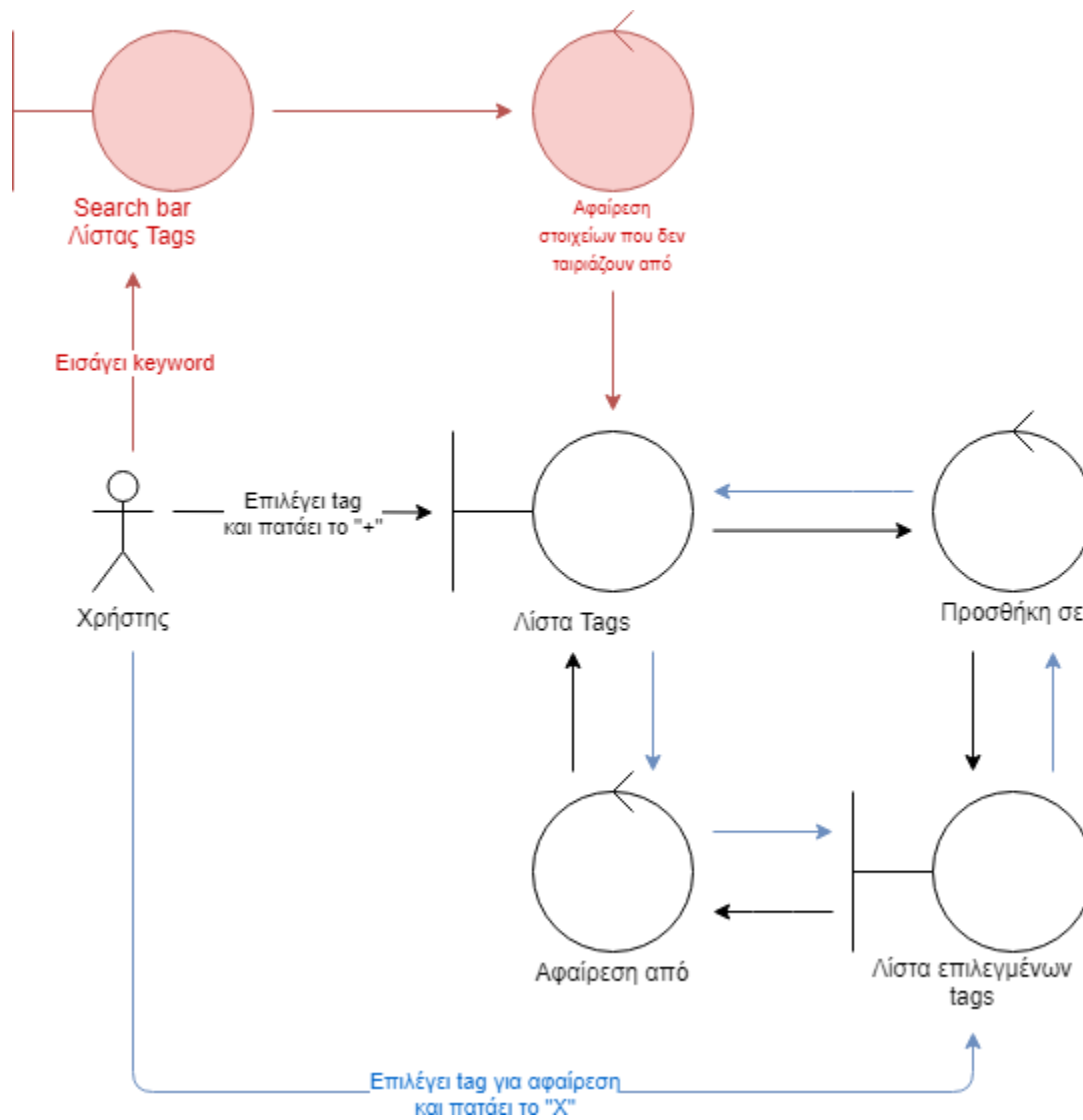 Search bar
Λίστας Tags
Αφαίρεση
στοιχείων που δεν
ταιριάζουν από
Εισάγει keyword
Επιλέγει tag
και πατάει το "+"
Χρήστης
Λίστα Tags
Προσθήκη σε
Αφαίρεση από
Λίστα επιλεγμένων
tags
Επιλέγει tag για αφαίρεση
και πατάει το "X"